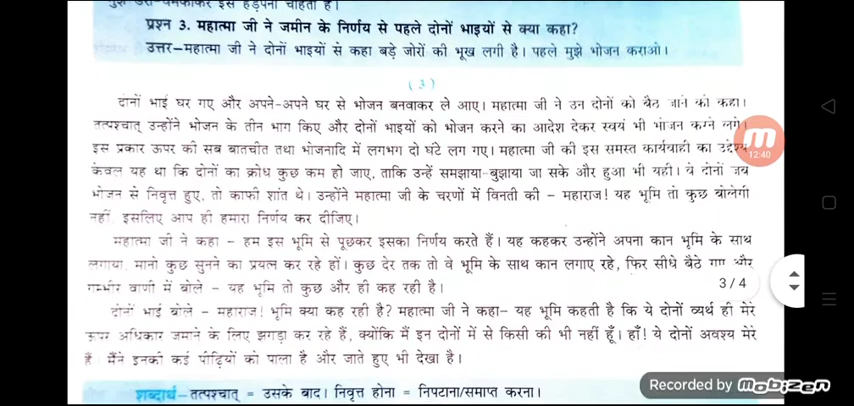 मुझे डरा-धमकाकर इसे हड़पना चाहता है।
प्रश्न 3. महात्मा जी ने जमीन के निर्णय से पहले दोनों भाइयों से क्या कहा?
उत्तर–महात्मा जी ने दोनों भाइयों से कहा बड़े जोरों की भूख लगी है। पहले मुझे भोजन कराओ।
(3)
दोनों भाई घर गए और अपने-अपने घर से भोजन बनवाकर ले आए। महात्मा जी ने उन दोनों को बैठ जाने को कहा।
तत्पश्चात् उन्होंने भोजन के तीन भाग किए और दोनों भाइयों को भोजन करने का आदेश देकर स्वयं भी भोजन करने लगे।
इस प्रकार ऊपर की सब बातचीत तथा भोजनादि में लगभग दो घंटे लग गए। महात्मा जी की इस समस्त कार्यवाही का उद्देश्य
केवल यह था कि दोनों का क्रोध कुछ कम हो जाए, ताकि उन्हें समझाया-बुझाया जा सके और हुआ भी यही। ये दोनों जब
भोजन से निवृत्त हुए, तो काफी शांत थे। उन्होंने महात्मा जी के चरणों में विनती की – महाराज! यह भूमि तो कुछ बोलेगी
नहीं, इसलिए आप ही हमारा निर्णय कर दीजिए।
महात्मा जी ने कहा – हम इस भूमि से पूछकर इसका निर्णय करते हैं। यह कहकर उन्होंने अपना कान भूमि के साथ
लगाया, मानो कुछ सुनने का प्रयत्न कर रहे हों। कुछ देर तक तो वे भूमि के साथ कान लगाए रहे, फिर सीधे बैठे गए और
गम्भीर वाणी में बोले – यह भूमि तो कुछ और ही कह रही है।
दोनों भाई बोले – महाराज! भूमि क्या कह रही है? महात्मा जी ने कहा– यह भूमि कहती है कि ये दोनों व्यर्थ ही मेरे
ऊपर अधिकार जमाने के लिए झगड़ा कर रहे हैं, क्योंकि मैं इन दोनों में से किसी की भी नहीं हूँ। हाँ! ये दोनों अवश्य मेरे
हैं। मैंने इनकी कई पीढ़ियों को पाला है और जाते हुए भी देखा है।
शब्दार्थ–तत्पश्चात् = उसके बाद। निवृत्त होना = निपटाना/समाप्त करना।
12:40
3 / 4
Recorded by Mobizen